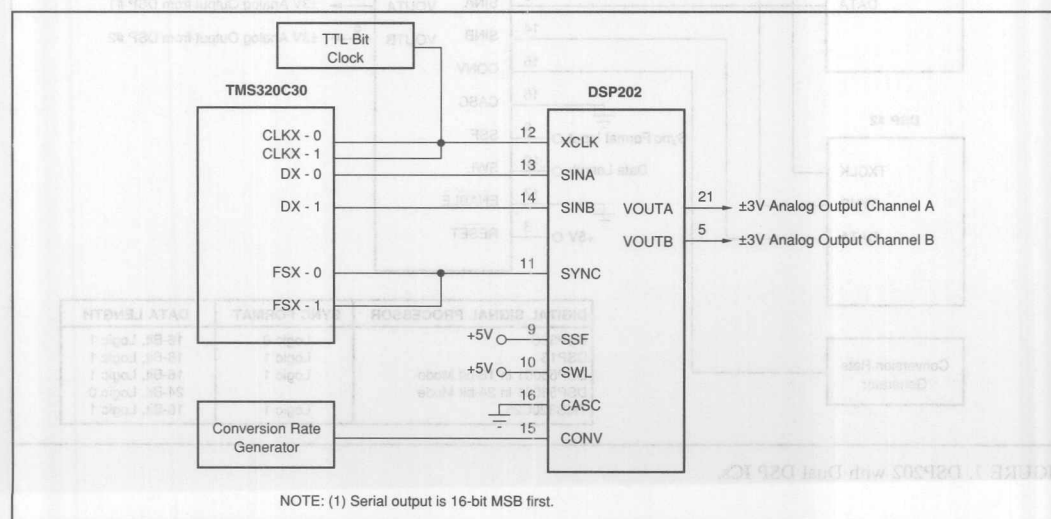 TTL Bit
Clock
TMS320C30
DSP202
CLKX - 0
CLKX - 1
DX - 0
DX - 1
FSX - 0
FSX - 1
12 XCLK
13 SINA
14 SINB
11 SYNC
+5V 9 SSF
+5V 10 SWL
16 CASC
15 CONV
VOUTA 21 ±3V Analog Output Channel A
VOUTB 5 ±3V Analog Output Channel B
Conversion Rate
Generator
NOTE: (1) Serial output is 16-bit MSB first.